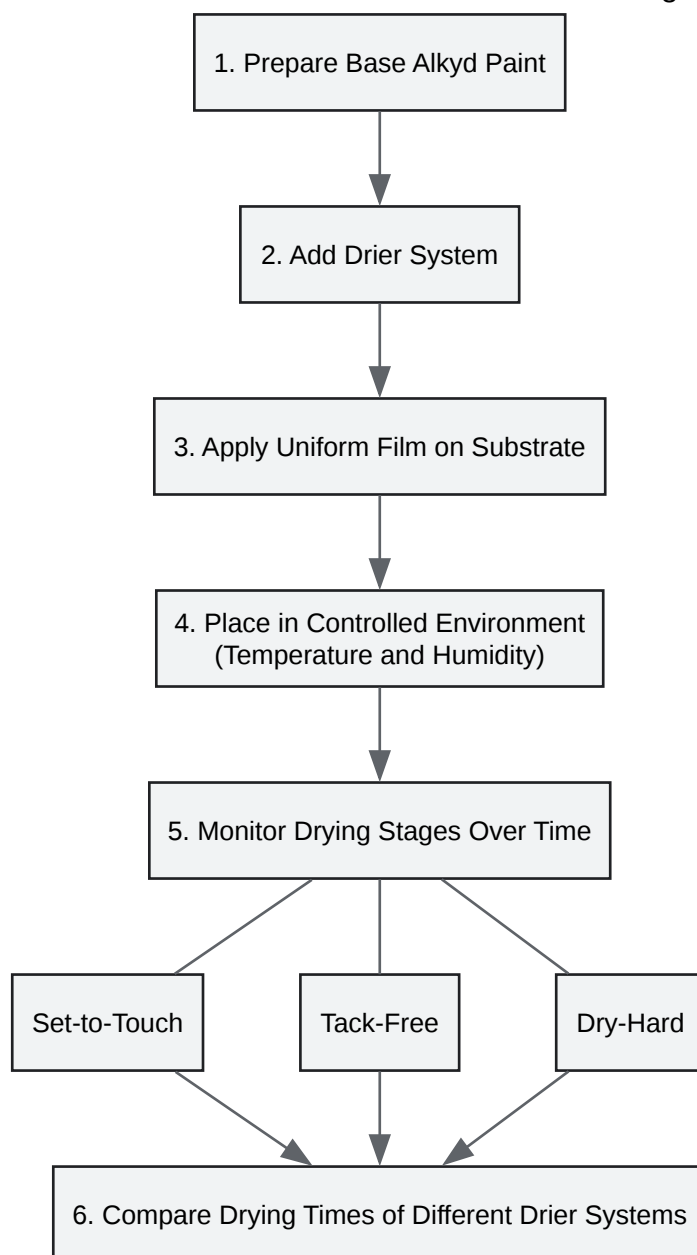 1. Prepare Base Alkyd Paint
2. Add Drier System
3. Apply Uniform Film on Substrate
4. Place in Controlled Environment
(Temperature and Humidity)
5. Monitor Drying Stages Over Time
Set-to-Touch
Tack-Free
Dry-Hard
6. Compare Drying Times of Different Drier Systems